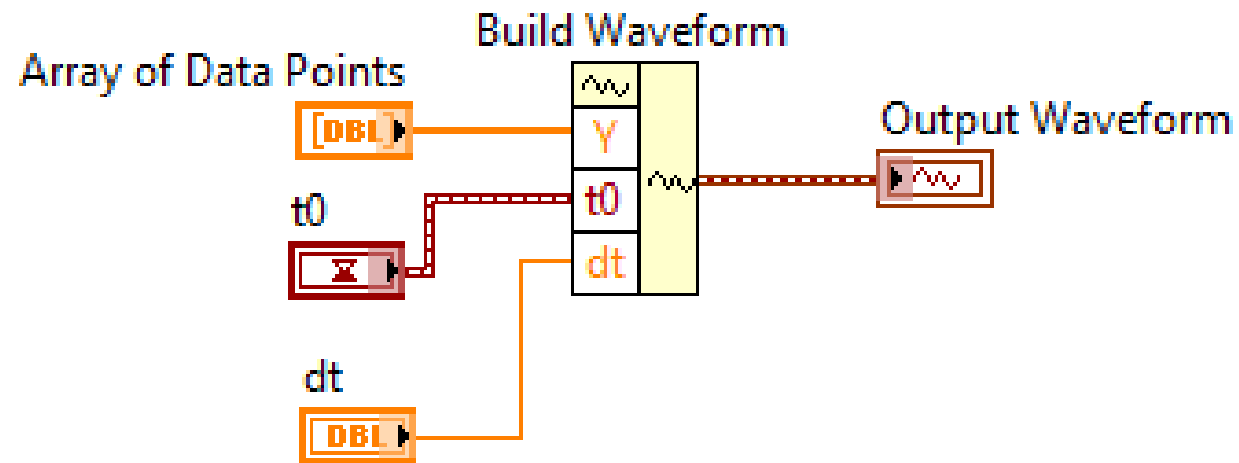 Build Waveform
Array of Data Points
[DBL]
Y
Output Waveform
t0
t0
dt
dt
DBL